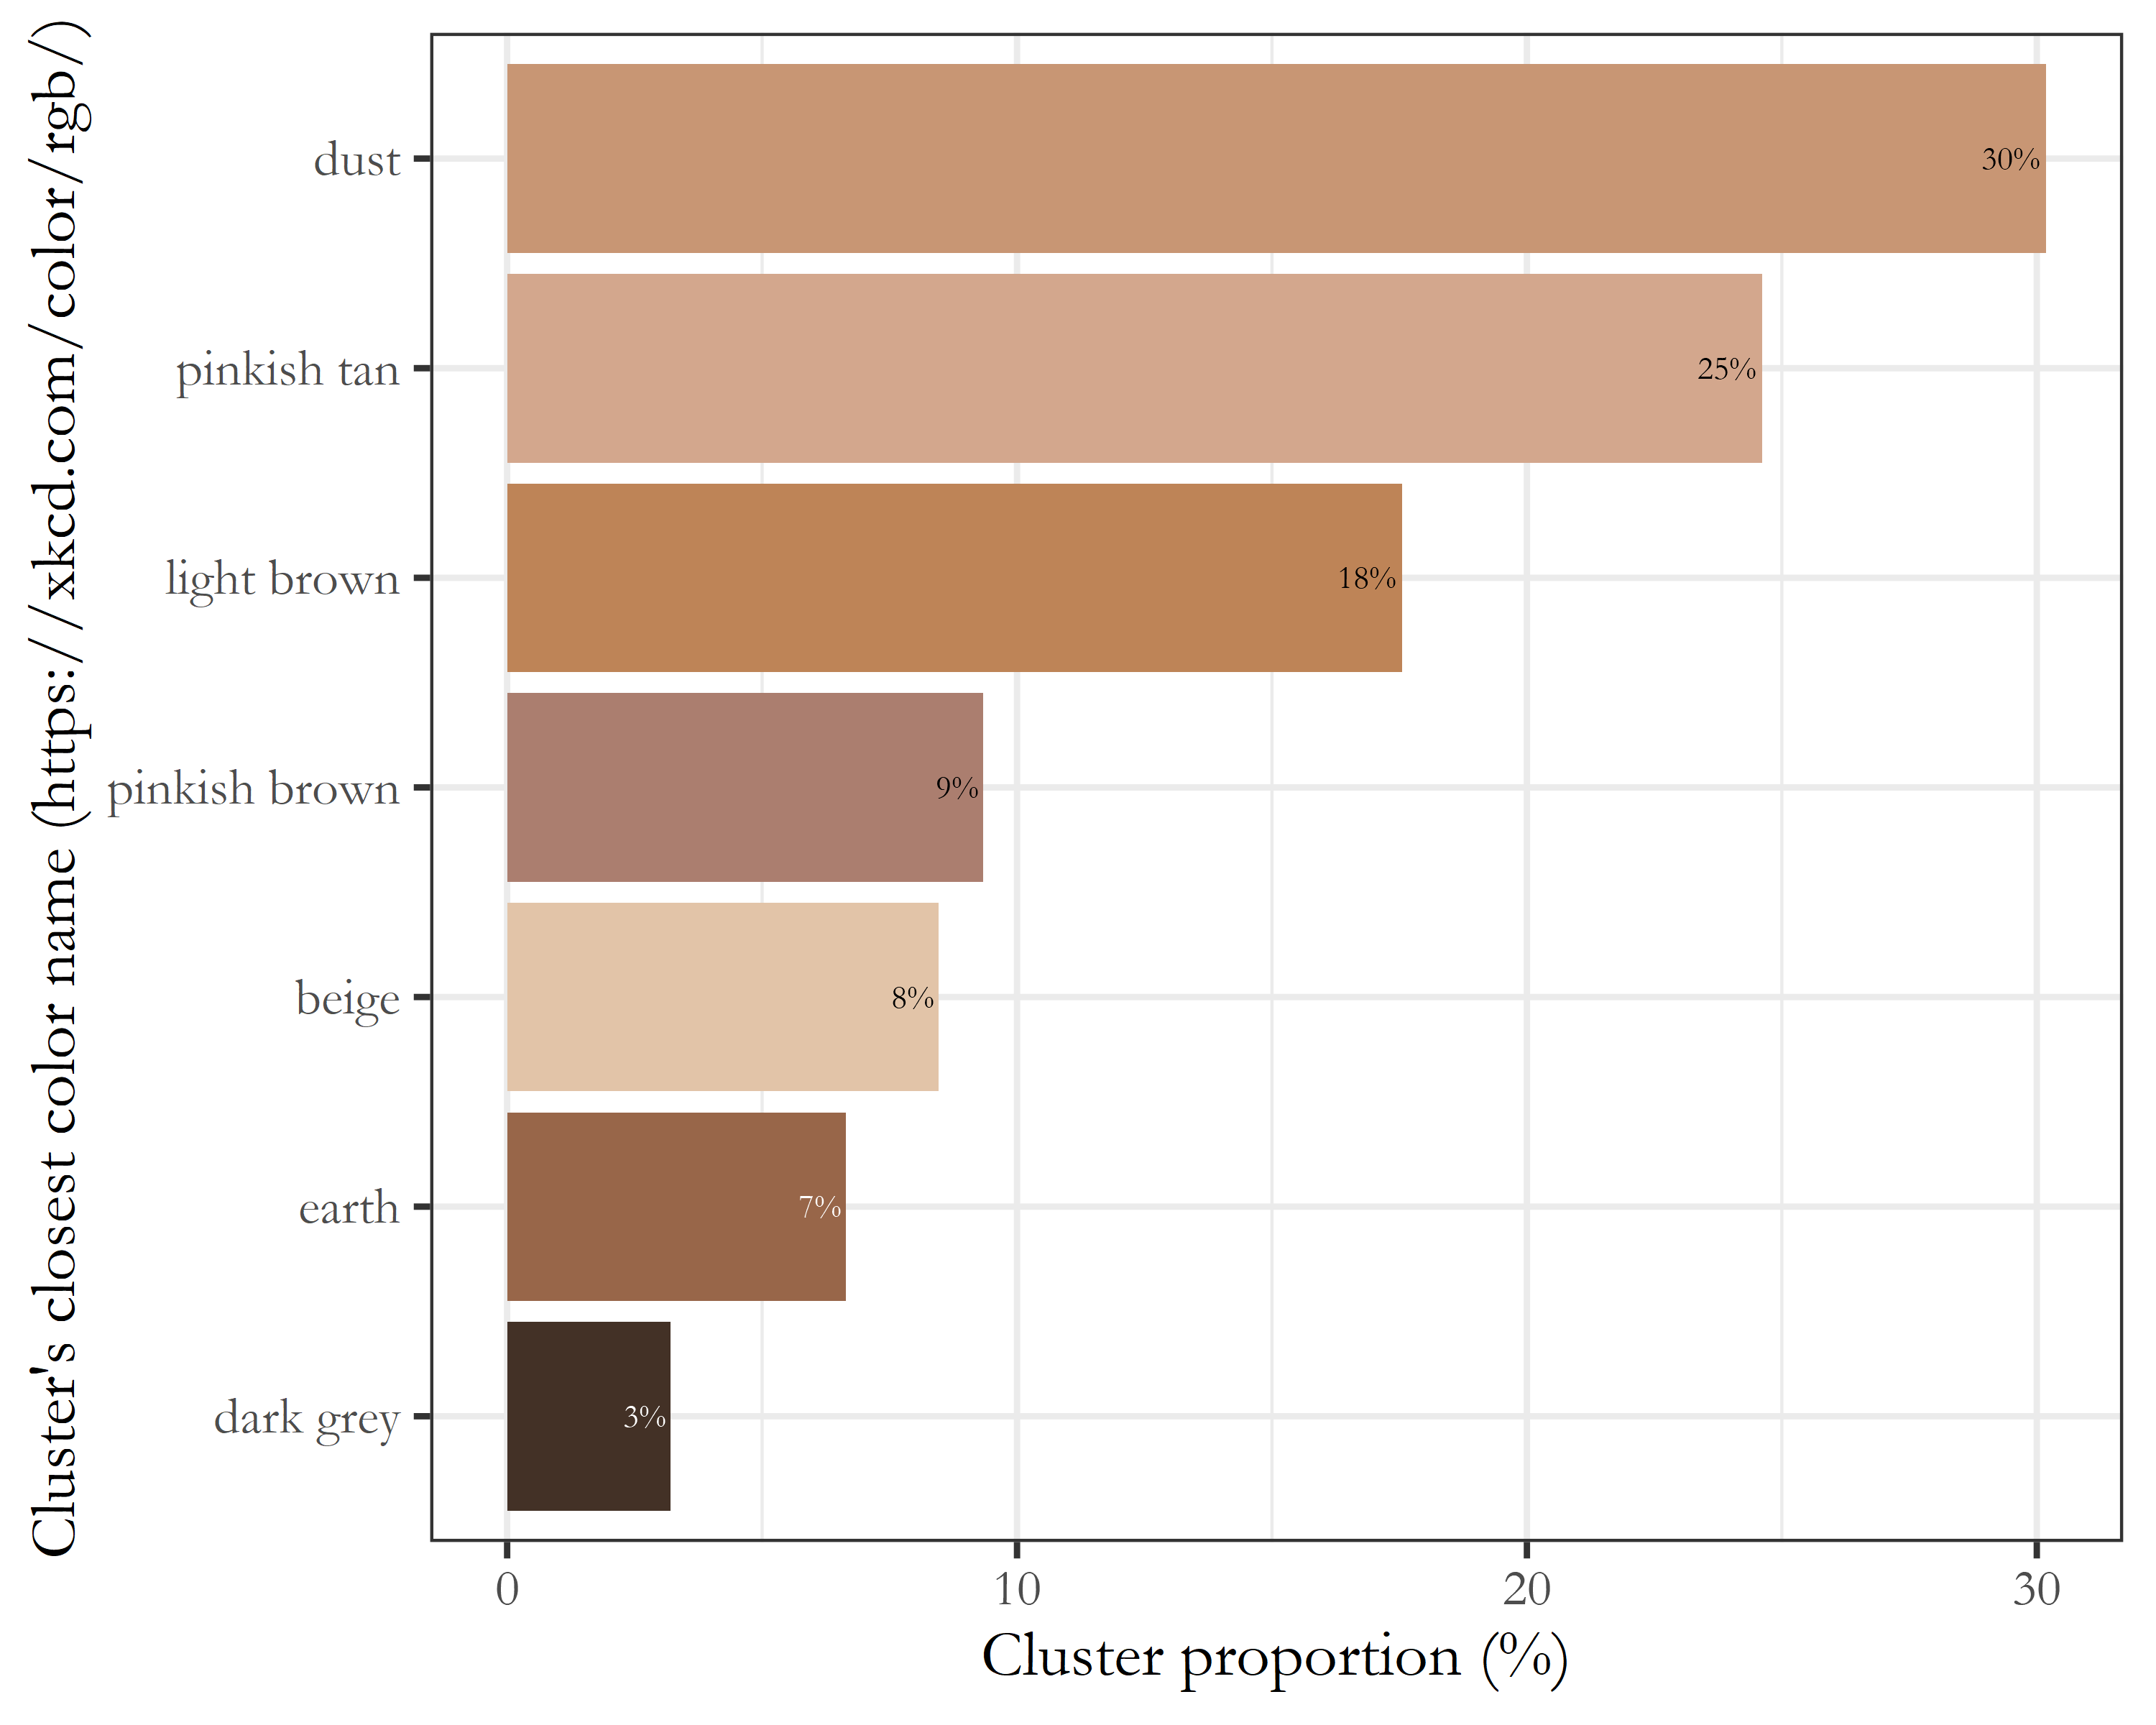 Cluster's closest color name (https://xkcd.com/color/rgb/)
dust
30%
pinkish tan
25%
light brown
18%
pinkish brown
9%
beige
8%
earth
7%
dark grey
3%
0 10 20 30
Cluster proportion (%)